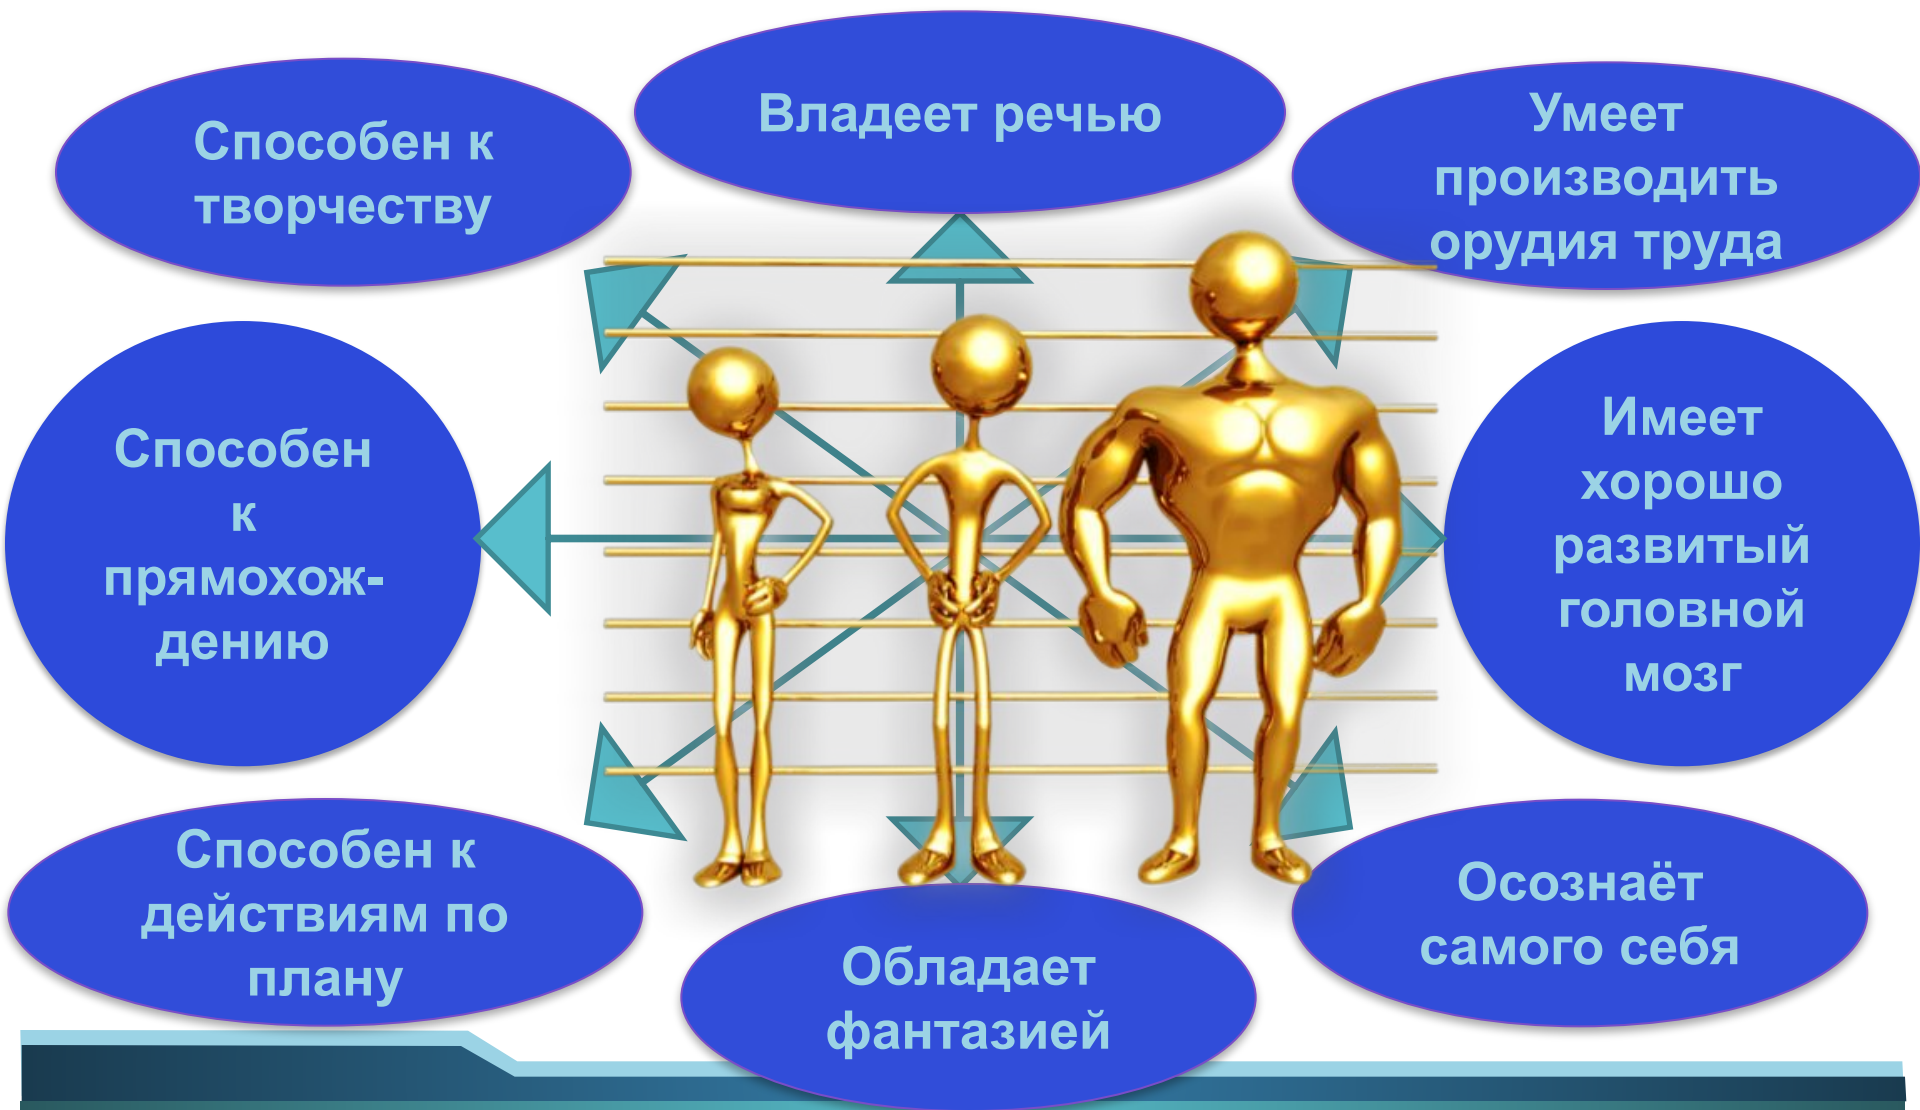 Владеет речью
Способен к
творчеству
Умеет
производить
орудия труда
Способен
к
прямохож-
дению
Имеет
хорошо
развитый
головной
мозг
Способен к
действиям по
плану
Обладает
фантазией
Осознаёт
самого себя